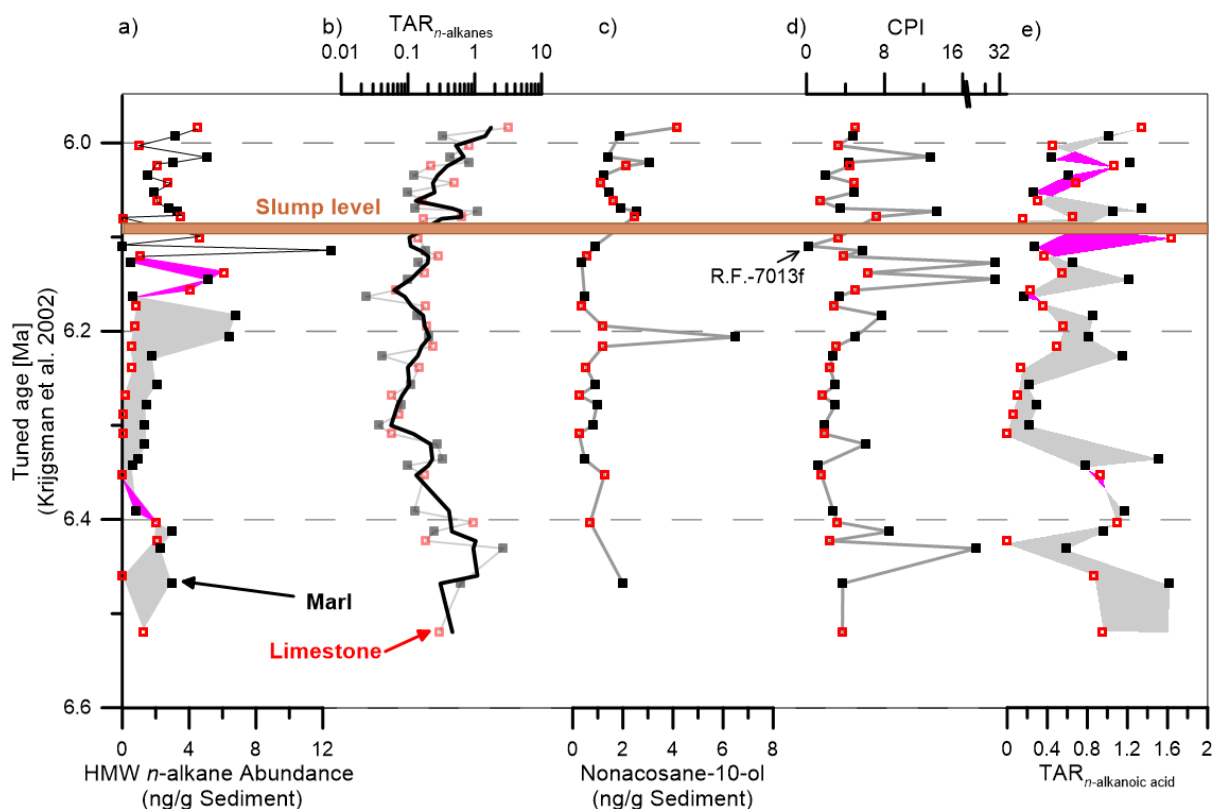 a) b) TAR n-alkanes c) d) CPI e)
0.01 0.1 1 10 0 8 16 32
6.0
Slump level
R.F.-7013f
6.2
Tuned age [Ma]
(Krijgsman et al. 2002)
6.4
Marl
Limestone
6.6
0 4 8 12 0 2 4 6 8 0 0.4 0.8 1.2 1.6 2
HMW n-alkane Abundance
(ng/g Sediment)
Nonacosane-10-ol
(ng/g Sediment)
TAR n-alkanoic acid